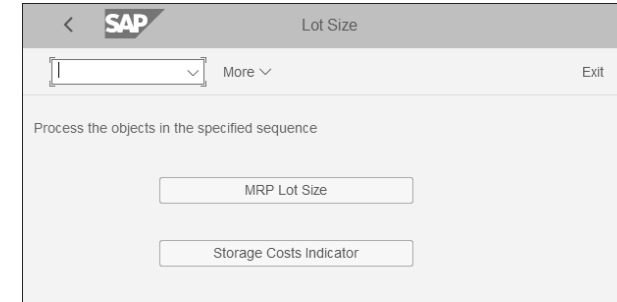 SAP
Lot Size
More
Exit
Process the objects in the specified sequence
MRP Lot Size
Storage Costs Indicator